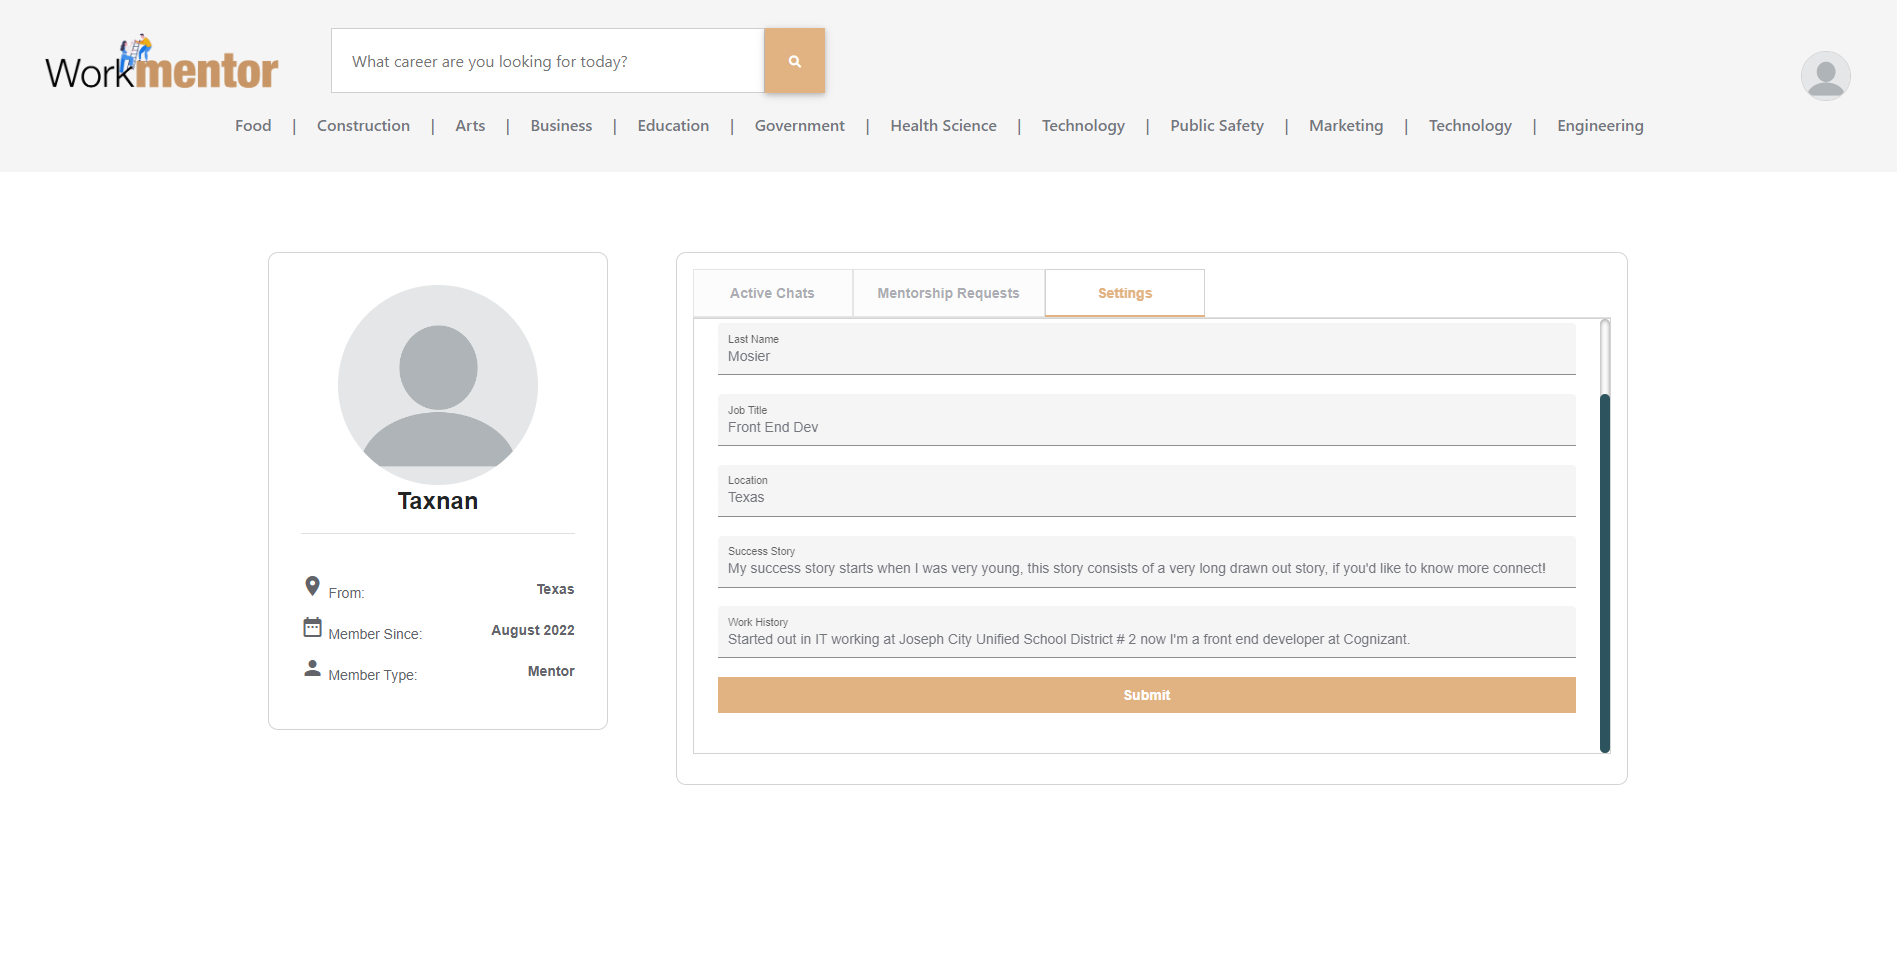 Workmentor
What career are you looking for today?
Food | Construction | Arts | Business | Education | Government | Health Science | Technology | Public Safety | Marketing | Technology | Engineering
Taxnan
From: Texas
Member Since: August 2022
Member Type: Mentor
Active Chats Mentorship Requests Settings
Last Name
Mosier
Job Title
Front End Dev
Location
Texas
Success Story
My success story starts when I was very young, this story consists of a very long drawn out story, if you'd like to know more connect!
Work History
Started out in IT working at Joseph City Unified School District # 2 now I'm a front end developer at Cognizant.
Submit